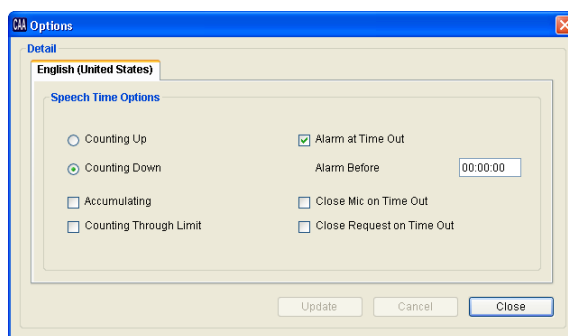 CAA Options
Detail
English (United States)
Speech Time Options
Counting Up
Alarm at Time Out
Counting Down
Alarm Before
00:00:00
Accumulating
Close Mic on Time Out
Counting Through Limit
Close Request on Time Out
Update
Cancel
Close